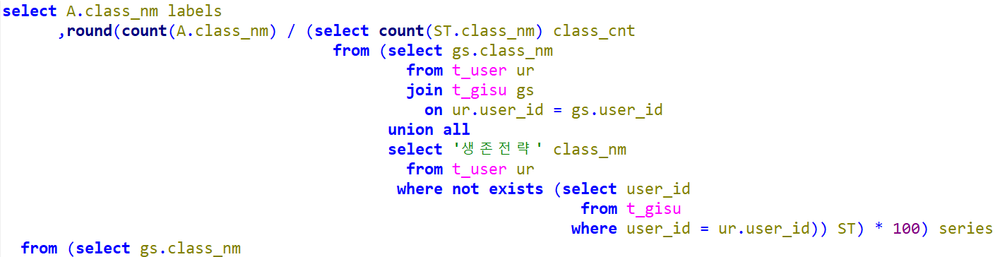 select A.class_nm labels
,round(count(A.class_nm) / (select count(ST.class_nm) class_cnt
from (select gs.class_nm
from t_user ur
join t_gisu gs
on ur.user_id = gs.user_id
union all
select '생존전략' class_nm
from t_user ur
where not exists (select user_id
from t_gisu
where user_id = ur.user_id)) ST) * 100) series
from (select gs.class_nm